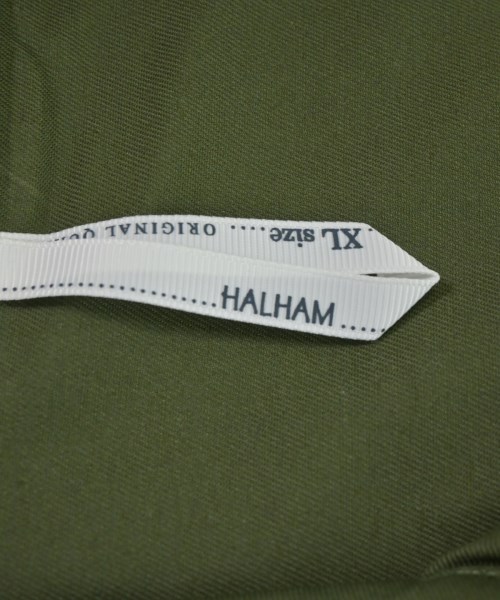 XL size..... ORIGINAL
...........HALHAM.....